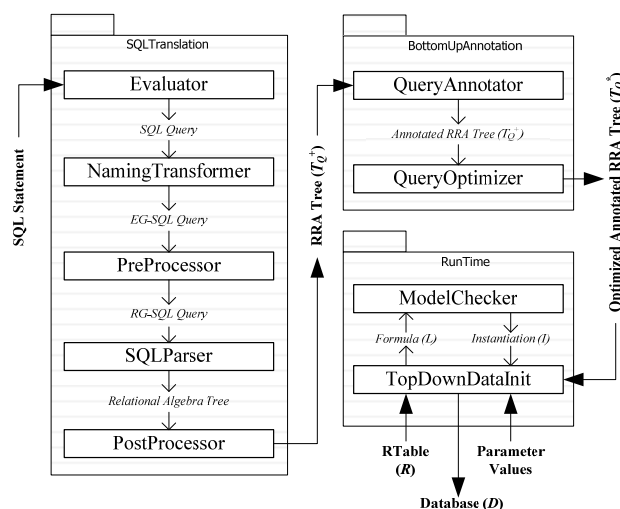 SQLTranslation
Evaluator
SQL Query
NamingTransformer
EG-SQL Query
PreProcessor
RG-SQL Query
SQLParser
Relational Algebra Tree
PostProcessor
SQL Statement
RRA Tree (T_Q^+)
BottomUpAnnotation
QueryAnnotator
Annotated RRA Tree (T_Q^+)
QueryOptimizer
Optimized Annotated RRA Tree (T_Q^*)
RunTime
ModelChecker
Formula (L)
Instantiation (I)
TopDownDataInit
RTable
(R)
Parameter
Values
Database (D)